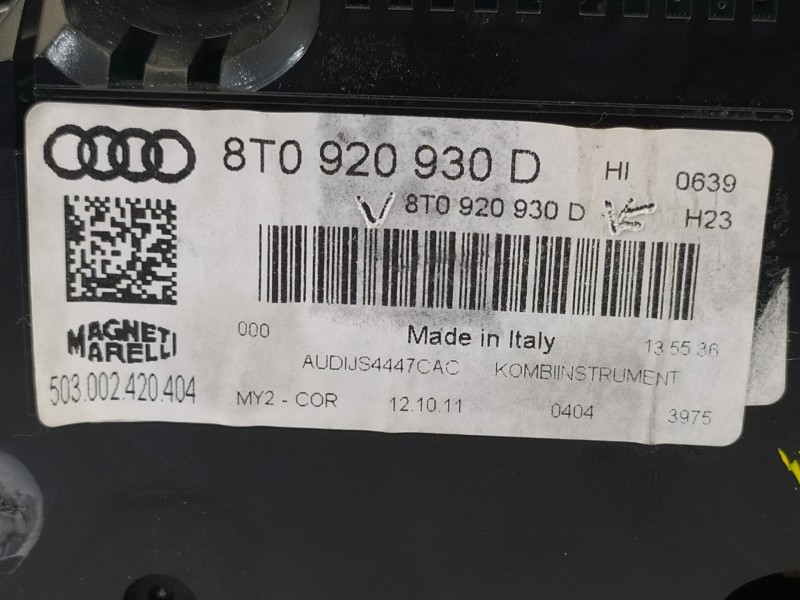 8T0 920 930 D HI 0639
8T0 920 930 D H23
MAGNETI
MARELLI
503.002.420.404
000 Made in Italy 13 55 36
AUDIJS4447CAC KOMBIINSTRUMENT
MY2 - COR 12.10.11 0404 3975